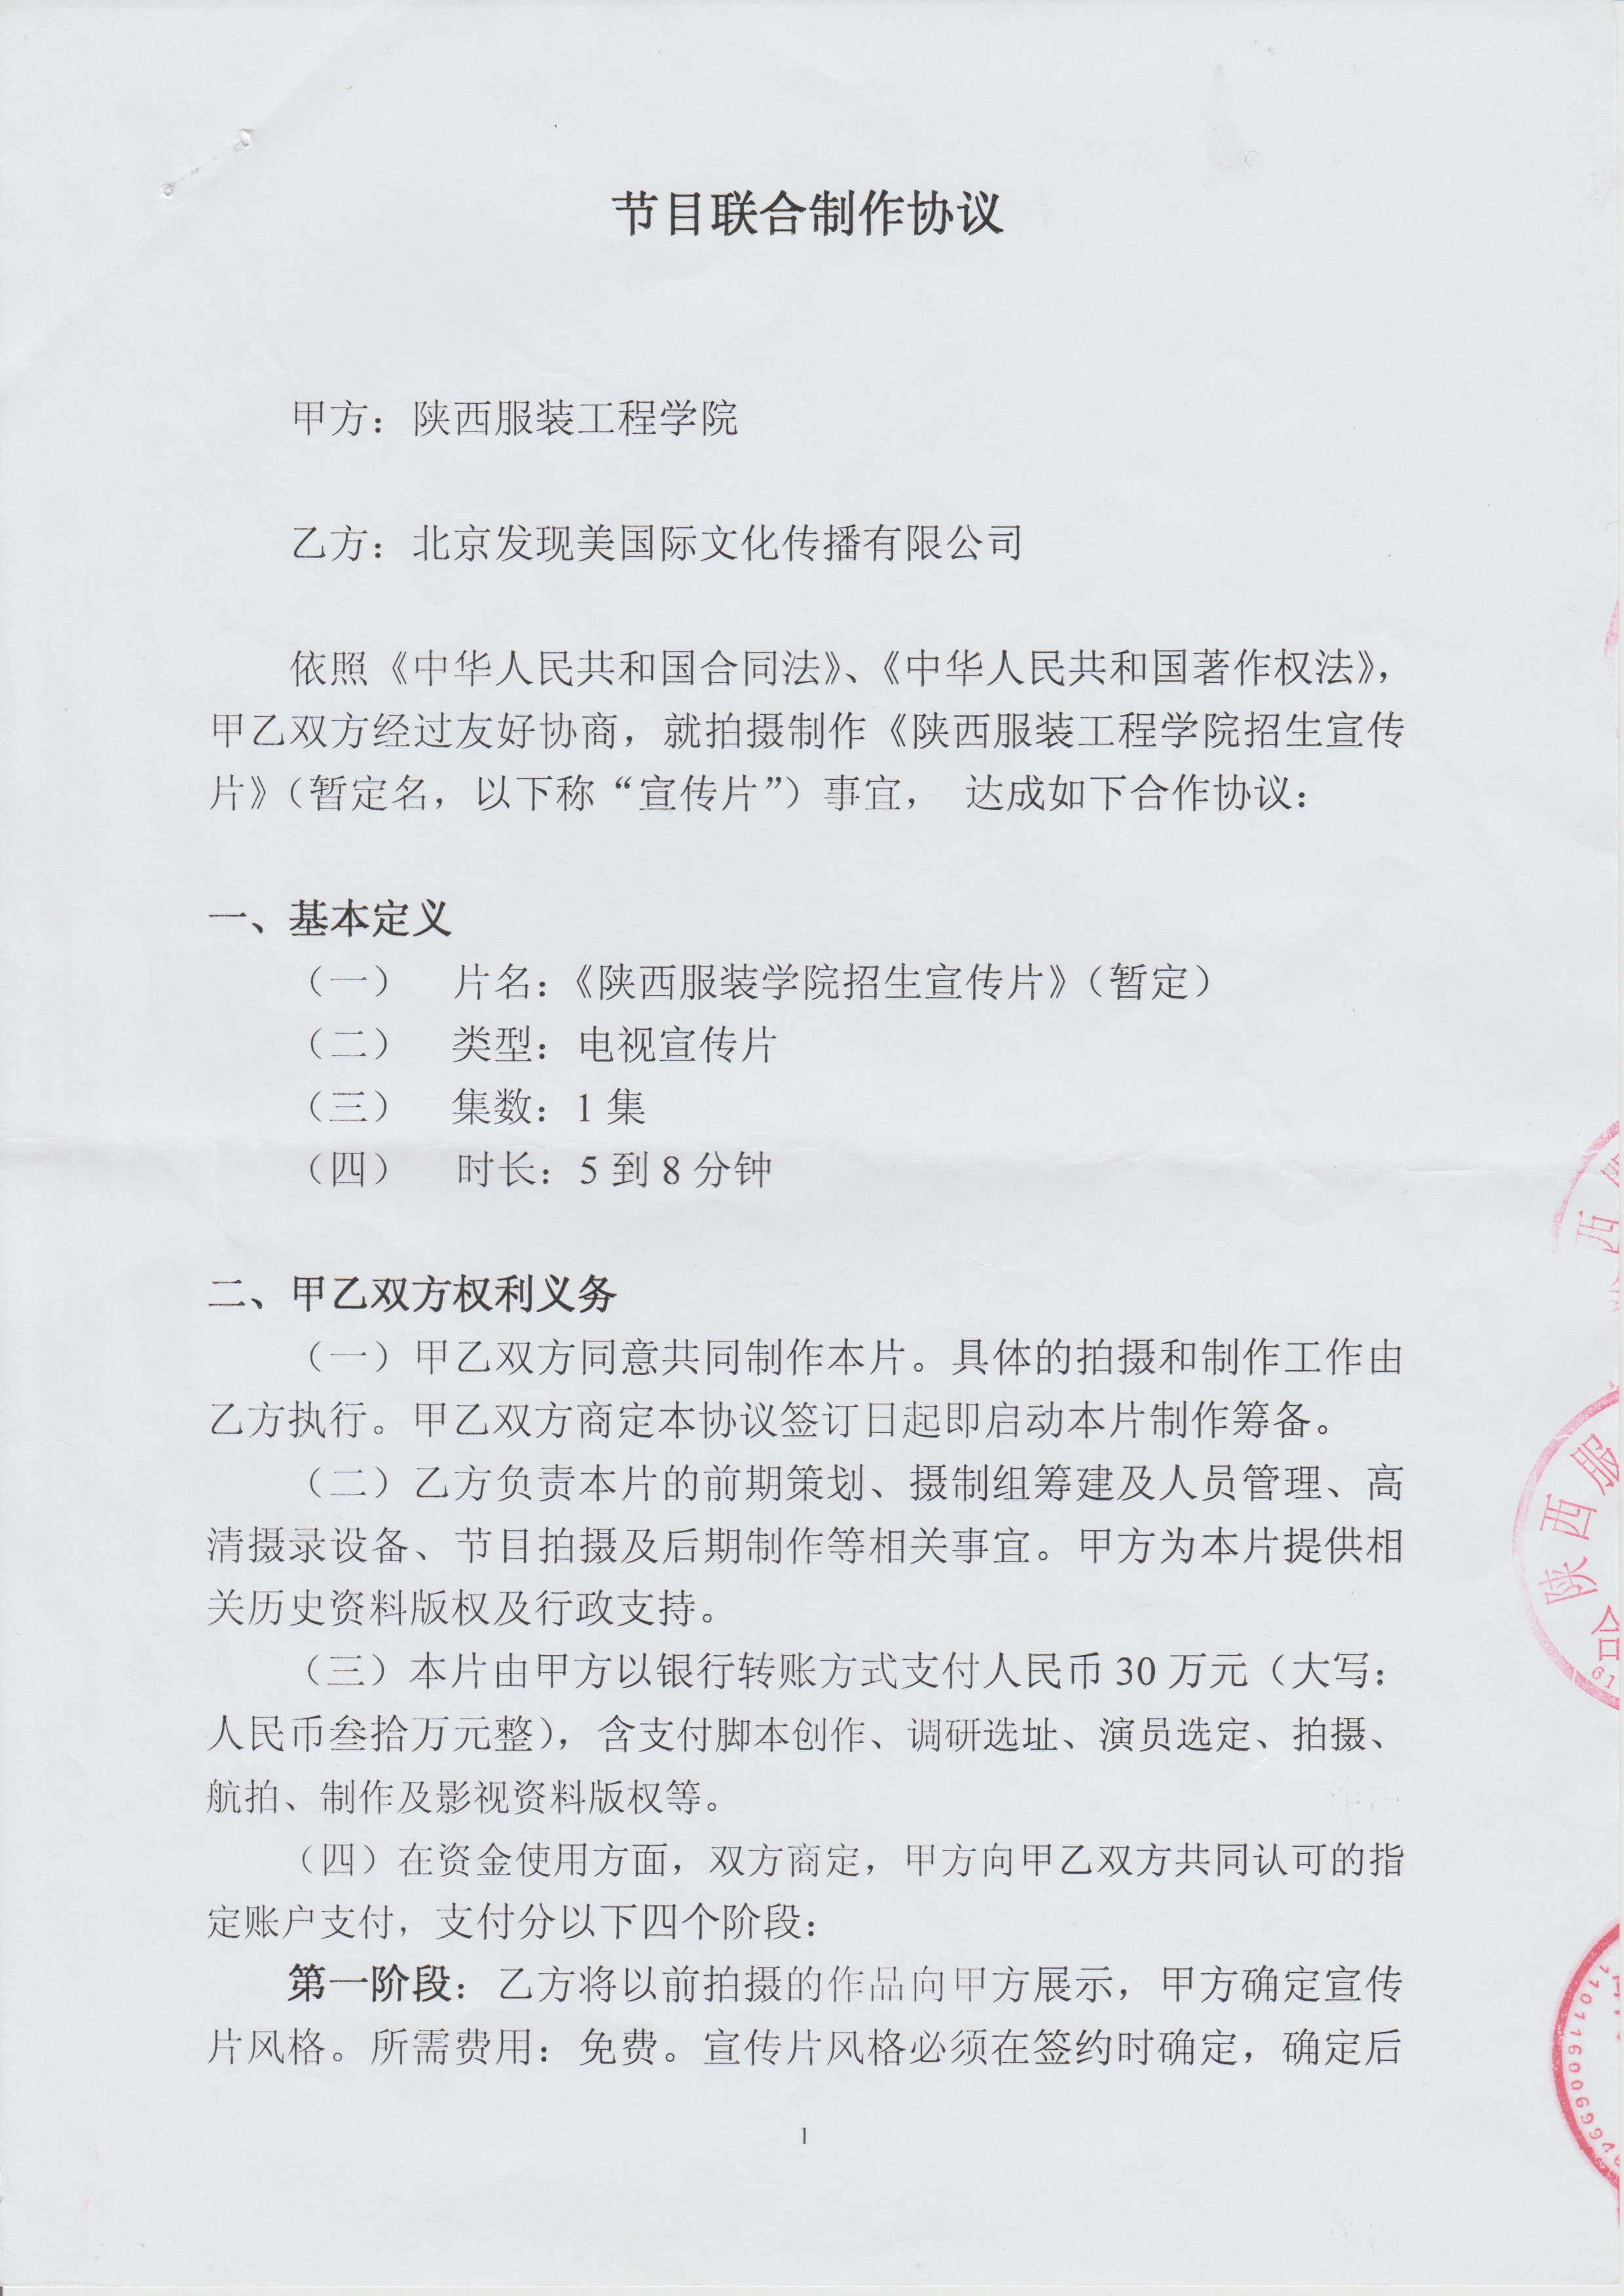 节目联合制作协议
甲方：陕西服装工程学院
乙方：北京发现美国际文化传播有限公司
依照《中华人民共和国合同法》、《中华人民共和国著作权法》，
甲乙双方经过友好协商，就拍摄制作《陕西服装工程学院招生宣传
片》（暂定名，以下称“宣传片”）事宜， 达成如下合作协议：
一、基本定义
（一） 片名：《陕西服装学院招生宣传片》（暂定）
（二） 类型：电视宣传片
（三） 集数：1 集
（四） 时长：5 到 8 分钟
二、甲乙双方权利义务
（一）甲乙双方同意共同制作本片。具体的拍摄和制作工作由
乙方执行。甲乙双方商定本协议签订日起即启动本片制作筹备。
（二）乙方负责本片的前期策划、摄制组筹建及人员管理、高
清摄录设备、节目拍摄及后期制作等相关事宜。甲方为本片提供相
关历史资料版权及行政支持。
（三）本片由甲方以银行转账方式支付人民币 30 万元（大写：
人民币叁拾万元整），含支付脚本创作、调研选址、演员选定、拍摄、
航拍、制作及影视资料版权等。
（四）在资金使用方面，双方商定，甲方向甲乙双方共同认可的指
定账户支付，支付分以下四个阶段：
第一阶段：乙方将以前拍摄的作品向甲方展示，甲方确定宣传
片风格。所需费用：免费。宣传片风格必须在签约时确定，确定后
1
西
陕西服
合
61